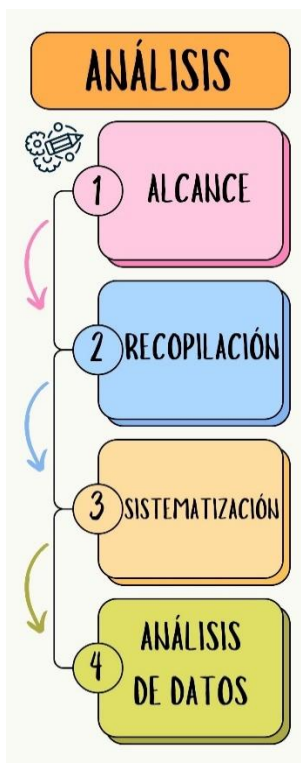 ANÁLISIS
1 ALCANCE
2 RECOPILACIÓN
3 SISTEMATIZACIÓN
4 ANÁLISIS
DE DATOS